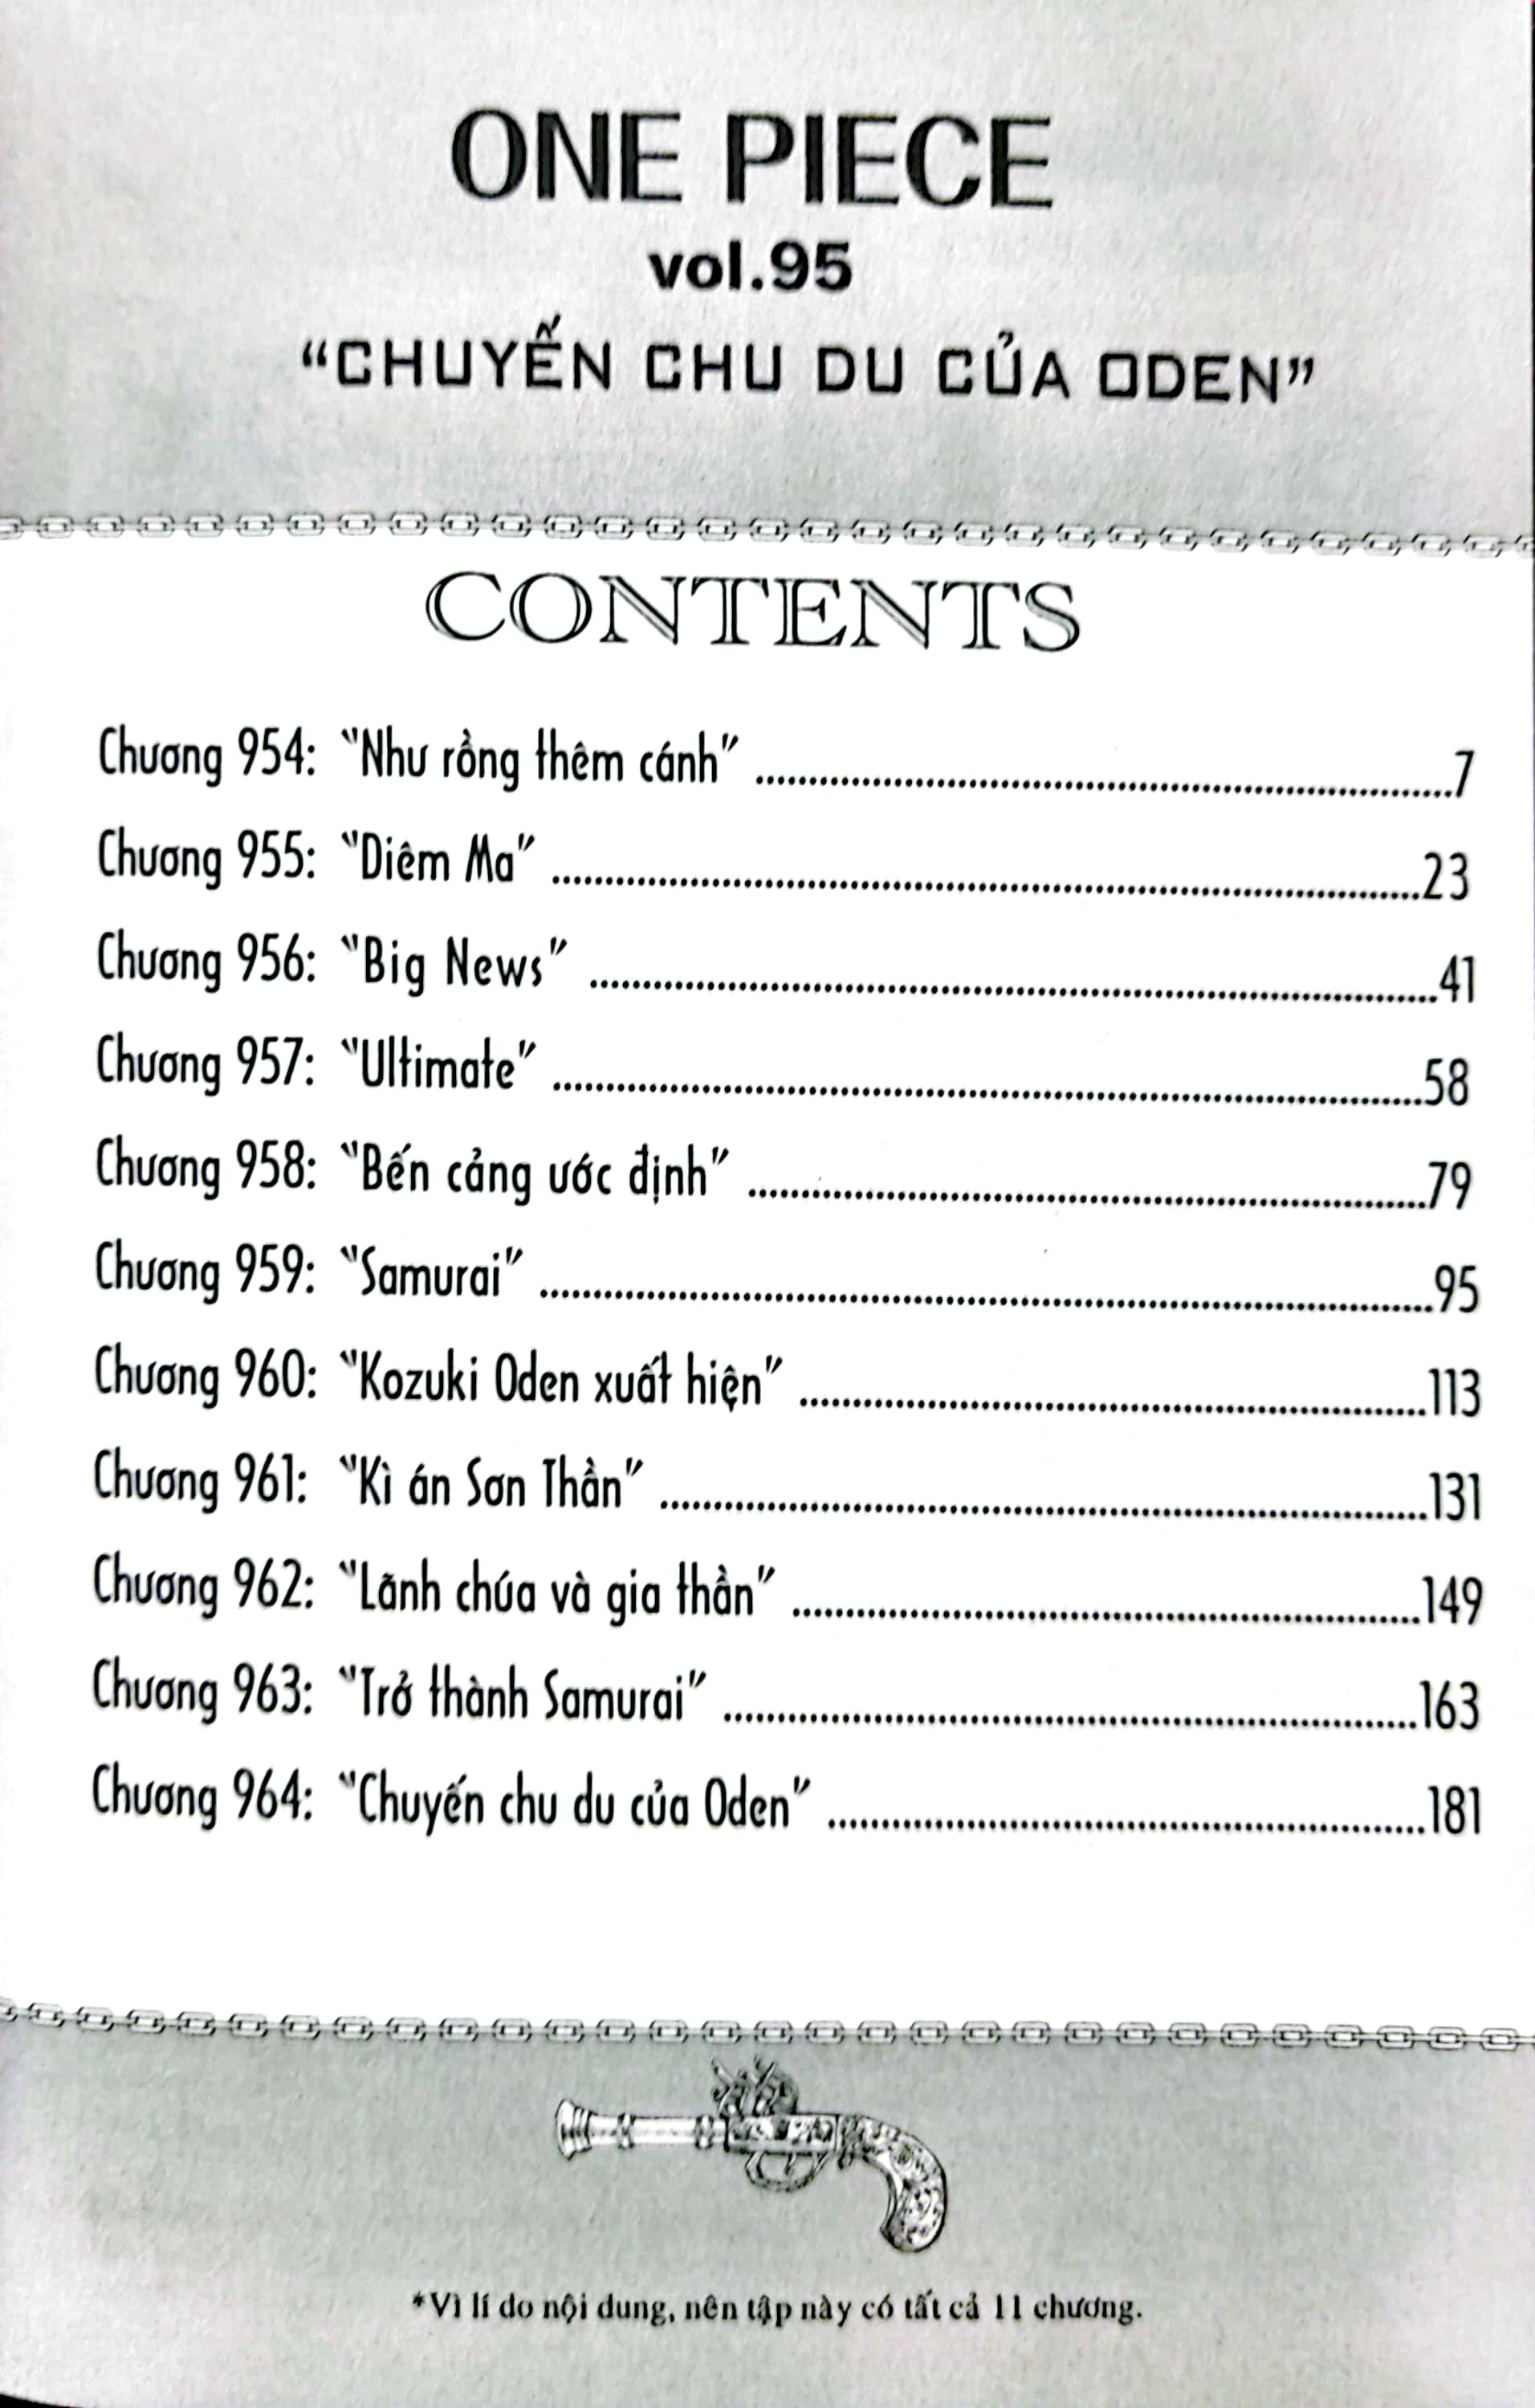 ONE PIECE
vol.95
“CHUYẾN CHU DU CỦA ODEN”
CONTENTS
Chương 954: “Như rồng thêm cánh” ........................................................7
Chương 955: “Diêm Ma” ........................................................23
Chương 956: “Big News” ........................................................41
Chương 957: “Ultimate” ........................................................58
Chương 958: “Bến cảng ước định” ........................................................79
Chương 959: “Samurai” ........................................................95
Chương 960: “Kozuki Oden xuất hiện” ........................................................113
Chương 961: “Kì án Sơn Thần” ........................................................131
Chương 962: “Lãnh chúa và gia thần” ........................................................149
Chương 963: “Trở thành Samurai” ........................................................163
Chương 964: “Chuyến chu du của Oden” ........................................................181
*Vì lí do nội dung, nên tập này có tất cả 11 chương.